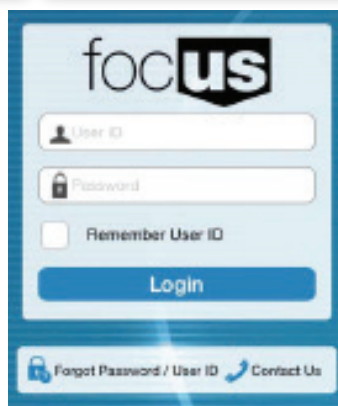 focus
User ID
Password
Remember User ID
Login
Forgot Password / User ID Contact Us